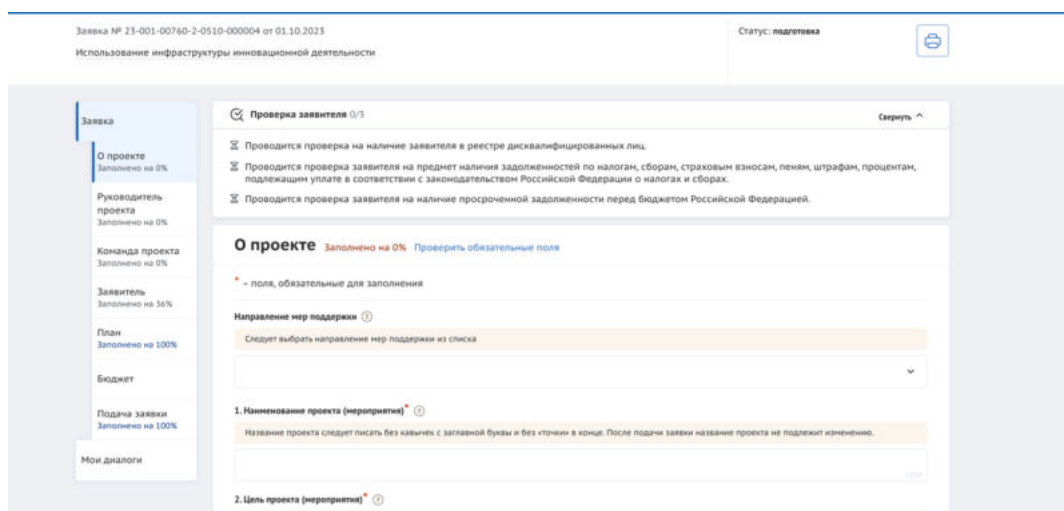 Заявка № 23-001-00760-2-0510-000004 от 01.10.2023
Использование инфраструктуры инновационной деятельности
Статус: подготовка
Заявка
О проекте
Заполнено на 0%
Руководитель
проекта
Заполнено на 0%
Команда проекта
Заполнено на 0%
Заявитель
Заполнено на 36%
План
Заполнено на 100%
Бюджет
Подача заявки
Заполнено на 100%
Мои диалоги
Проверка заявителя 0/3
Свернуть
Проводится проверка на наличие заявителя в реестре дисквалифицированных лиц.
Проводится проверка заявителя на предмет наличия задолженностей по налогам, сборам, страховым взносам, пеням, штрафам, процентам,
подлежащим уплате в соответствии с законодательством Российской Федерации о налогах и сборах.
Проводится проверка заявителя на наличие просроченной задолженности перед бюджетом Российской Федерацией.
О проекте Заполнено на 0% Проверить обязательные поля
* – поля, обязательные для заполнения
Направление мер поддержки ?
Следует выбрать направление мер поддержки из списка
1. Наименование проекта (мероприятия)* ?
Название проекта следует писать без кавычек с заглавной буквы и без «точки» в конце. После подачи заявки название проекта не подлежит изменению.
2. Цель проекта (мероприятия)* ?